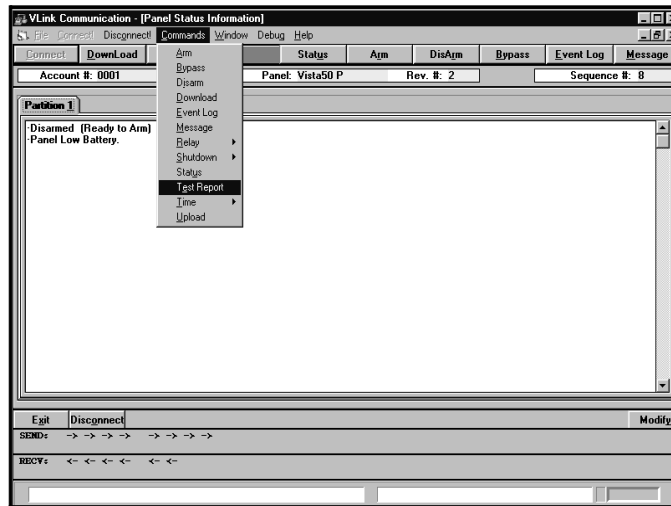 VLink Communication - [Panel Status Information]
File Connect! Disconnect! Commands Window Debug Help
Connect DownLoad Status Arm DisArm Bypass Event Log Message
Account #: 0001 Panel: Vista50 P Rev. #: 2 Sequence #: 8
Partition 1
·Disarmed (Ready to Arm)
·Panel Low Battery.
Arm
Bypass
Disarm
Download
Event Log
Message
Relay
Shutdown
Status
Test Report
Time
Upload
Exit Disconnect Modify
SEND: -> -> -> -> -> -> -> ->
RECV: <- <- <- <- <- <-